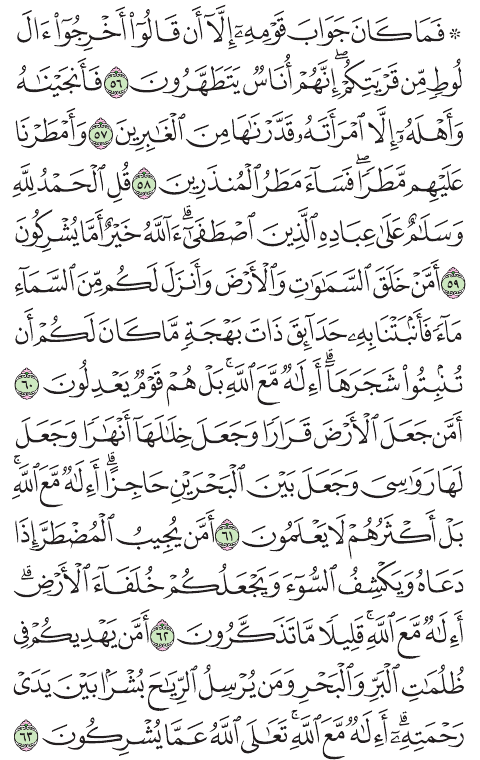 ۞ فَمَا كَانَ جَوَابَ قَوْمِهِۦٓ إِلَّآ أَن قَالُوٓا۟ أَخْرِجُوٓا۟ ءَالَ
لُوطٍ مِّن قَرْيَتِكُمْ ۖ إِنَّهُمْ أُنَاسٌ يَتَطَهَّرُونَ ٥٦ فَأَنجَيْنَٰهُ
وَأَهْلَهُۥٓ إِلَّا ٱمْرَأَتَهُۥ قَدَّرْنَٰهَا مِنَ ٱلْغَٰبِرِينَ ٥٧ وَأَمْطَرْنَا
عَلَيْهِم مَّطَرًا ۖ فَسَآءَ مَطَرُ ٱلْمُنذَرِينَ ٥٨ قُلِ ٱلْحَمْدُ لِلَّهِ
وَسَلَٰمٌ عَلَىٰ عِبَادِهِ ٱلَّذِينَ ٱصْطَفَىٰٓ ۗ ءَآللَّهُ خَيْرٌ أَمَّا يُشْرِكُونَ
٥٩ أَمَّنْ خَلَقَ ٱلسَّمَٰوَٰتِ وَٱلْأَرْضَ وَأَنزَلَ لَكُم مِّنَ ٱلسَّمَآءِ
مَآءً فَأَنۢبَتْنَا بِهِۦ حَدَآئِقَ ذَاتَ بَهْجَةٍ مَّا كَانَ لَكُمْ أَن
تُنۢبِتُوا۟ شَجَرَهَآ ۗ أَءِلَٰهٌ مَّعَ ٱللَّهِ ۚ بَلْ هُمْ قَوْمٌ يَعْدِلُونَ ٦٠
أَمَّن جَعَلَ ٱلْأَرْضَ قَرَارًا وَجَعَلَ خِلَٰلَهَآ أَنْهَٰرًا وَجَعَلَ
لَهَا رَوَٰسِىَ وَجَعَلَ بَيْنَ ٱلْبَحْرَيْنِ حَاجِزًا ۗ أَءِلَٰهٌ مَّعَ ٱللَّهِ ۚ
بَلْ أَكْثَرُهُمْ لَا يَعْلَمُونَ ٦١ أَمَّن يُجِيبُ ٱلْمُضْطَرَّ إِذَا
دَعَاهُ وَيَكْشِفُ ٱلسُّوٓءَ وَيَجْعَلُكُمْ خُلَفَآءَ ٱلْأَرْضِ ۗ
أَءِلَٰهٌ مَّعَ ٱللَّهِ ۚ قَلِيلًا مَّا تَذَكَّرُونَ ٦٢ أَمَّن يَهْدِيكُمْ فِى
ظُلُمَٰتِ ٱلْبَرِّ وَٱلْبَحْرِ وَمَن يُرْسِلُ ٱلرِّيَٰحَ بُشْرًۢا بَيْنَ يَدَىْ
رَحْمَتِهِۦٓ ۗ أَءِلَٰهٌ مَّعَ ٱللَّهِ ۚ تَعَٰلَى ٱللَّهُ عَمَّا يُشْرِكُونَ ٦٣